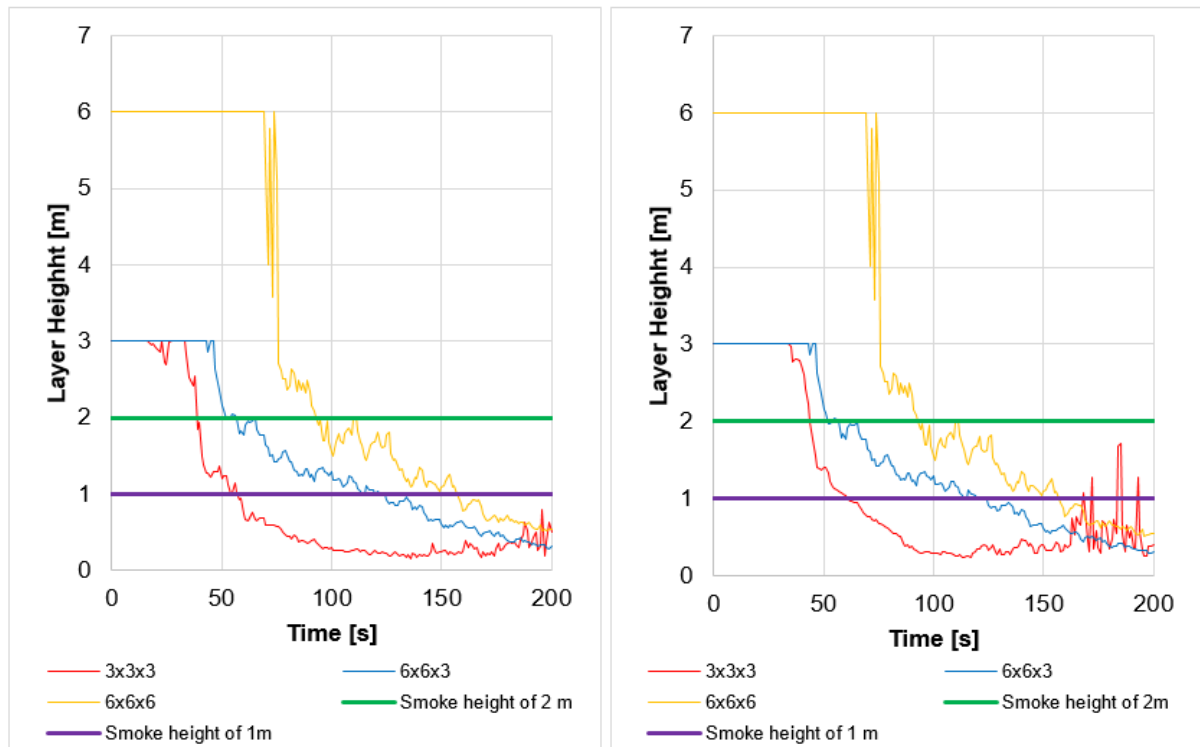 7
6
5
4
3
2
1
0
Layer Heighht [m]
0 50 100 150 200
Time [s]
3x3x3 6x6x3
6x6x6 Smoke height of 2 m
Smoke height of 1m
7
6
5
4
3
2
1
0
Layer Heighht [m]
0 50 100 150 200
Time [s]
3x3x3 6x6x3
6x6x6 Smoke height of 2m
Smoke height of 1 m